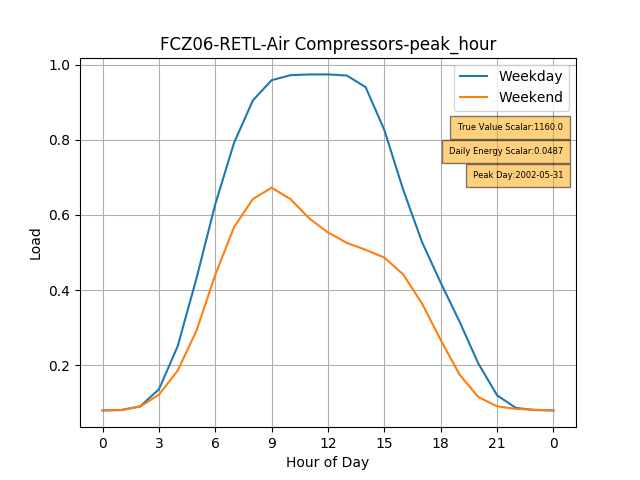 FCZ06-RETL-Air Compressors-peak_hour
Weekday
Weekend
True Value Scalar:1160.0
Daily Energy Scalar:0.0487
Peak Day:2002-05-31
Load
1.0
0.8
0.6
0.4
0.2
0 3 6 9 12 15 18 21 0
Hour of Day